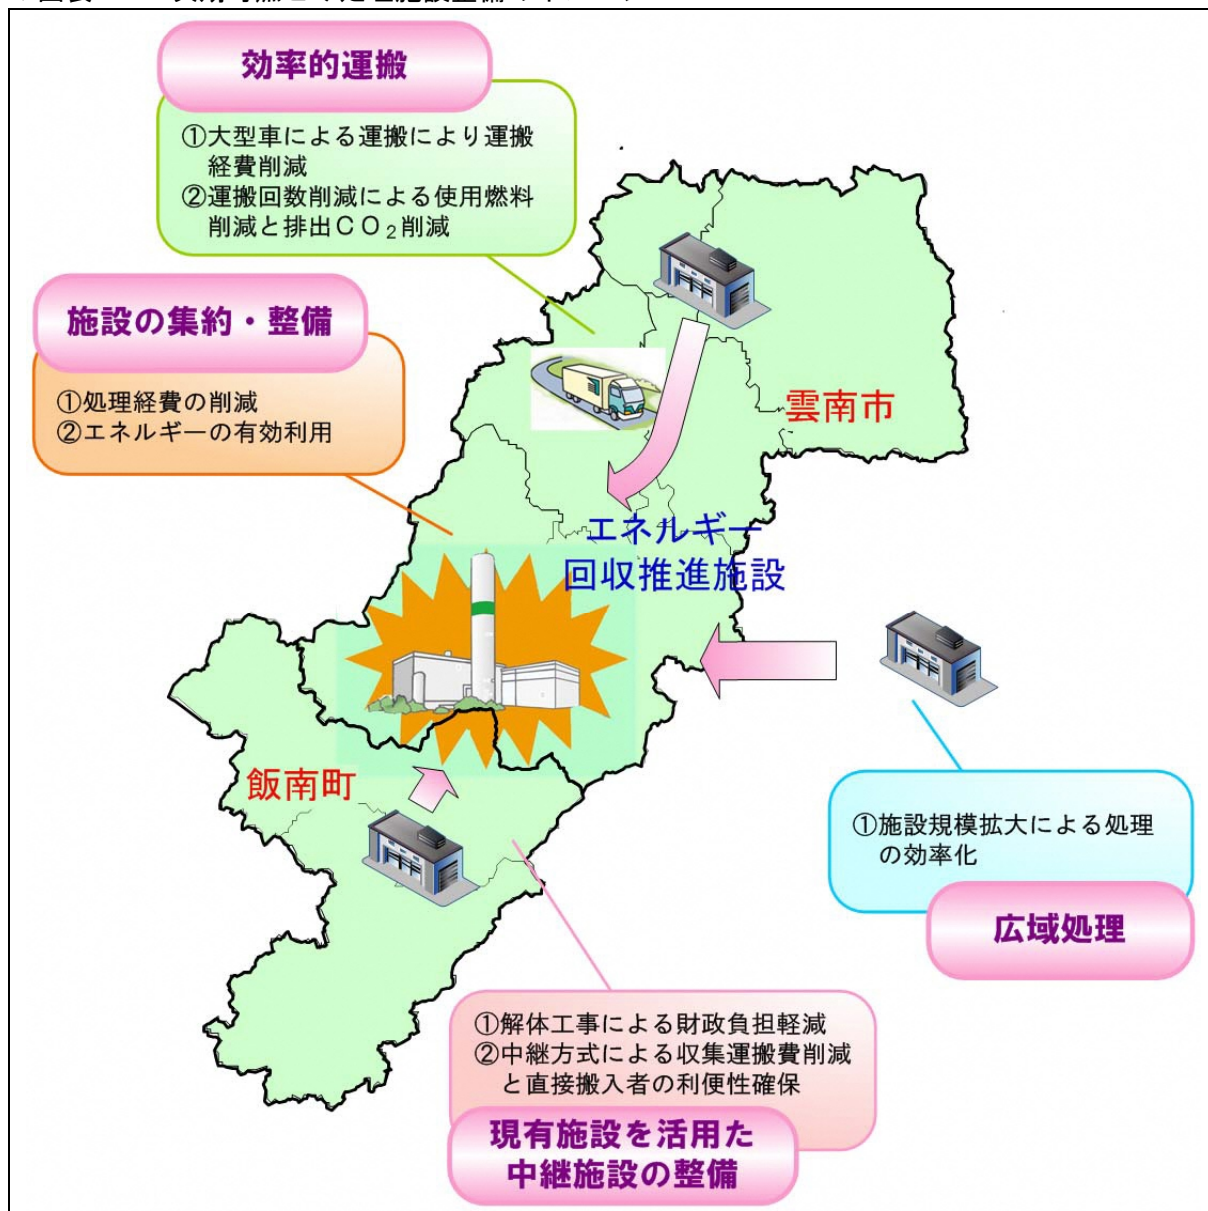 効率的運搬
①大型車による運搬により運搬
経費削減
②運搬回数削減による使用燃料
削減と排出ＣＯ₂削減
施設の集約・整備
①処理経費の削減
②エネルギーの有効利用
雲南市
エネルギー
回収推進施設
飯南町
①施設規模拡大による処理
の効率化
広域処理
①解体工事による財政負担軽減
②中継方式による収集運搬費削減
と直接搬入者の利便性確保
現有施設を活用た
中継施設の整備